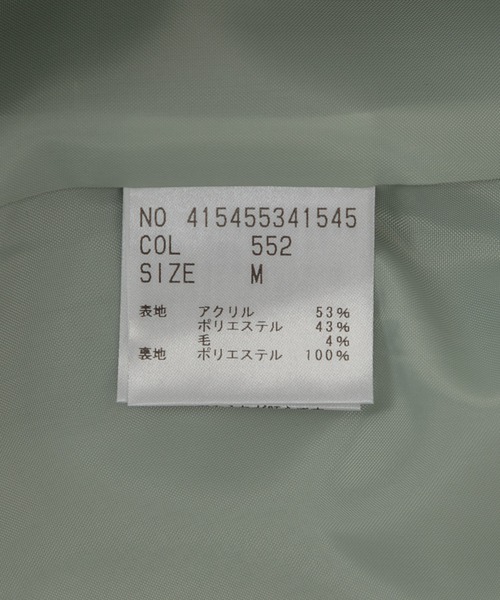 NO 415455341545
COL 552
SIZE M
表地 アクリル 53%
ポリエステル 43%
毛 4%
裏地 ポリエステル 100%